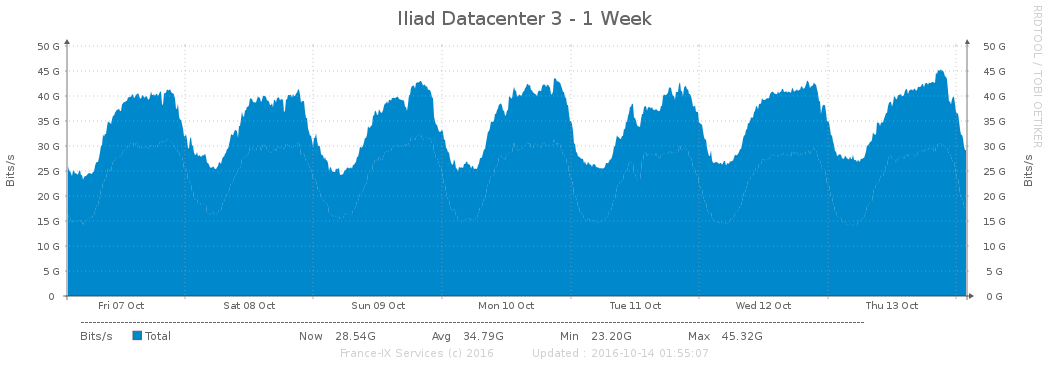 Iliad Datacenter 3 - 1 Week
RRDTOOL / TOBI OETIKER
Bits/s
50 G
45 G
40 G
35 G
30 G
25 G
20 G
15 G
10 G
5 G
0
50 G
45 G
40 G
35 G
30 G
25 G
20 G
15 G
10 G
5 G
0 G
Bits/s
Fri 07 Oct Sat 08 Oct Sun 09 Oct Mon 10 Oct Tue 11 Oct Wed 12 Oct Thu 13 Oct
Bits/s Total Now 28.54G Avg 34.79G Min 23.20G Max 45.32G
France-IX Services (c) 2016 Updated : 2016-10-14 01:55:07